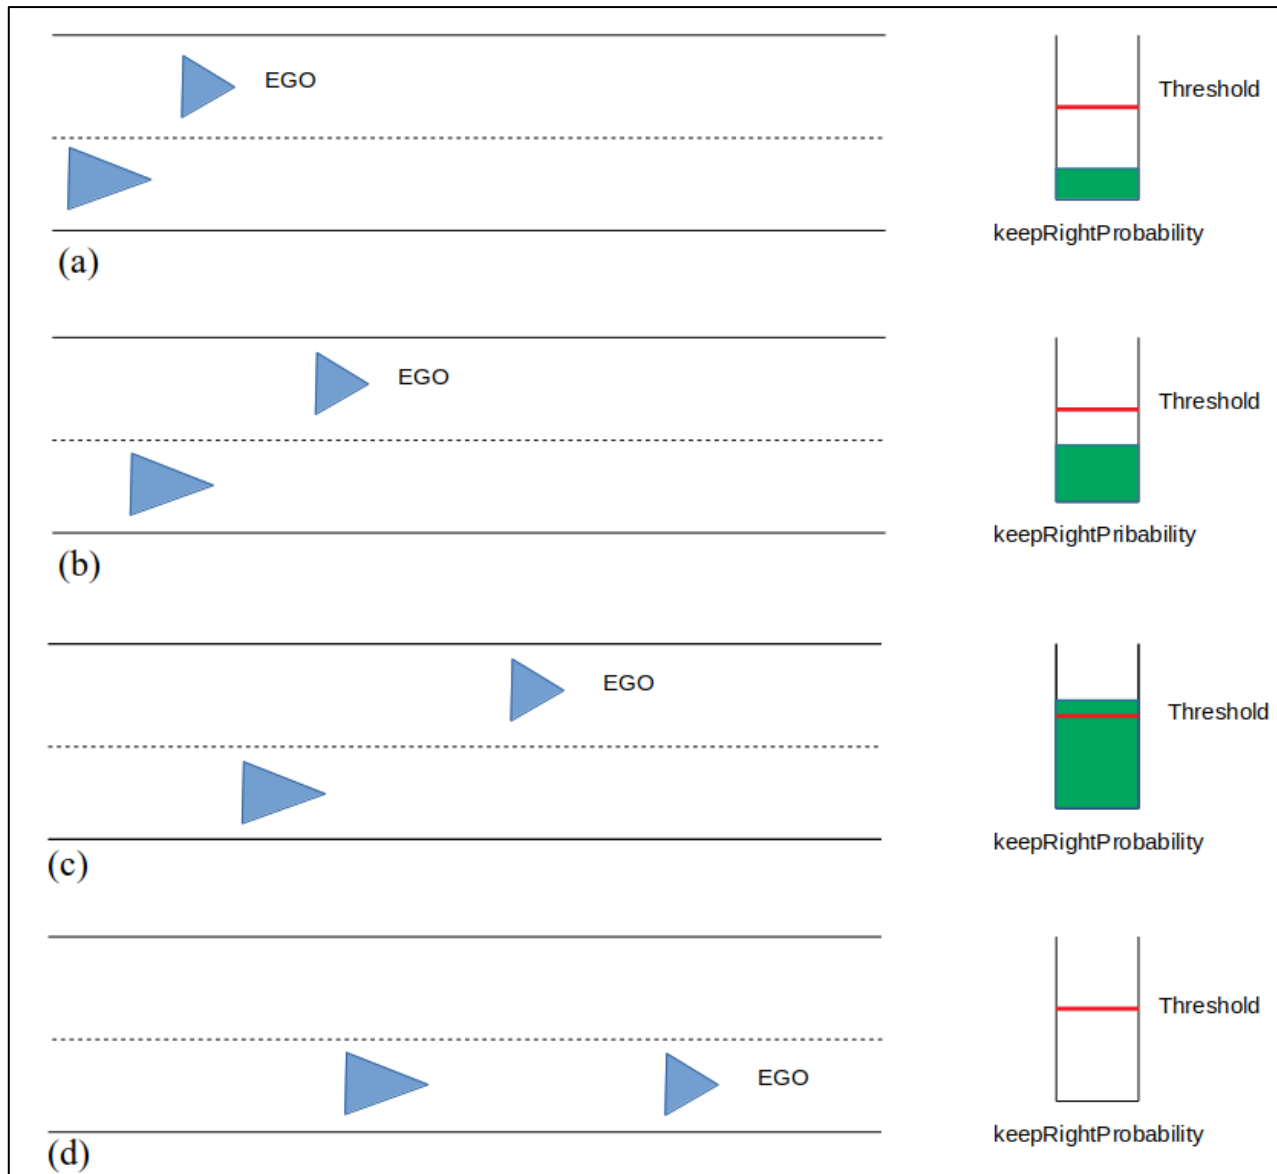 EGO
Threshold
keepRightProbability
(a)
EGO
Threshold
keepRightPribability
(b)
EGO
Threshold
keepRightProbability
(c)
Threshold
EGO
keepRightProbability
(d)